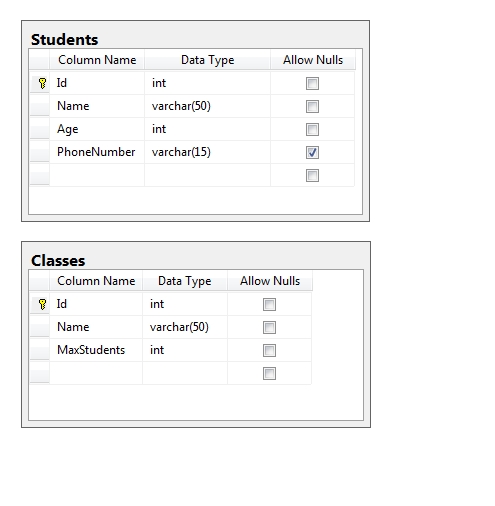 Students
Column Name Data Type Allow Nulls
Id int
Name varchar(50)
Age int
PhoneNumber varchar(15)
Classes
Column Name Data Type Allow Nulls
Id int
Name varchar(50)
MaxStudents int